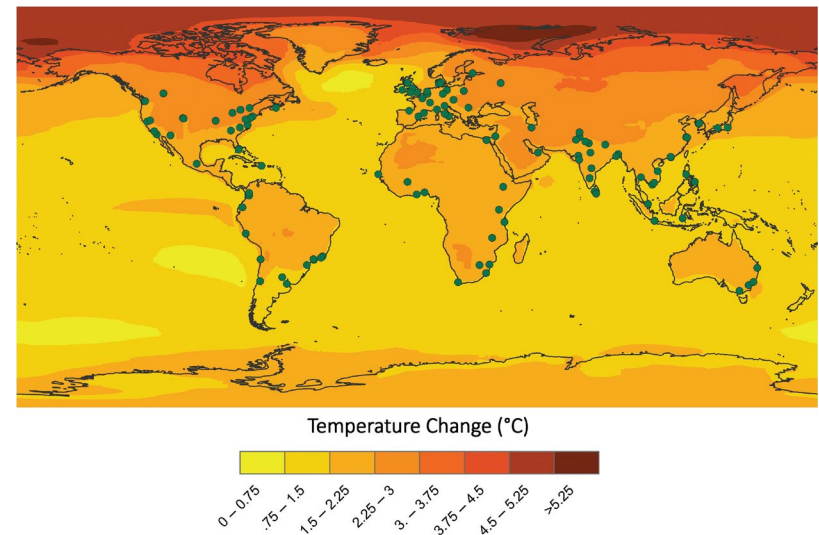 Temperature Change (°C)
0 – 0.75
.75 – 1.5
1.5 – 2.25
2.25 – 3
3. – 3.75
3.75 – 4.5
4.5 – 5.25
>5.25